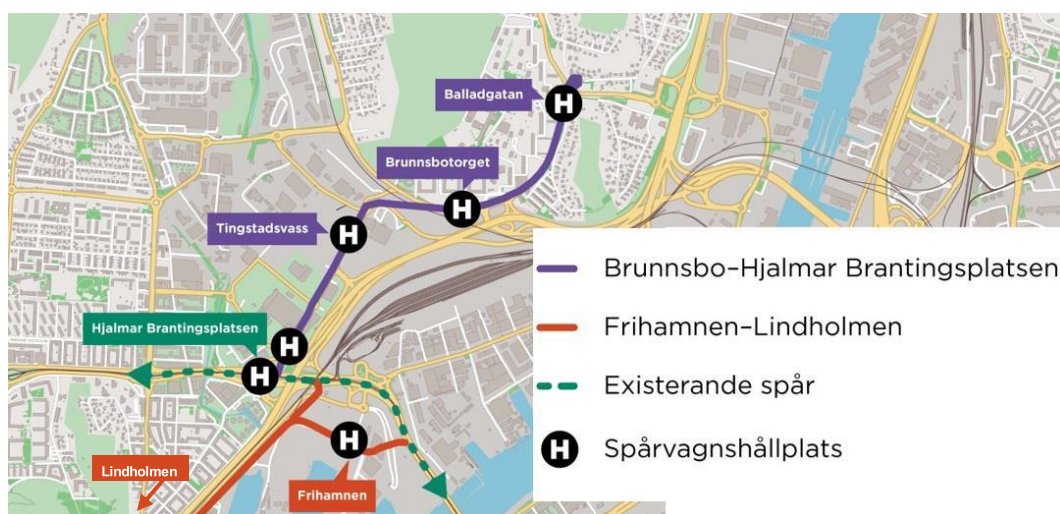 Balladgatan
H
Brunnsbotorget
H
Tingstadsvass
H
Hjalmar Brantingsplatsen
H
H
Lindholmen
H
Frihamnen
Brunnsbo–Hjalmar Brantingsplatsen
Frihamnen–Lindholmen
Existerande spår
H Spårvagnshållplats